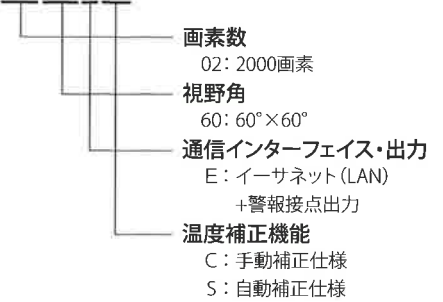 画素数
02：2000画素
視野角
60：60°×60°
通信インターフェイス・出力
E：イーサネット（LAN）
+警報接点出力
温度補正機能
C：手動補正仕様
S：自動補正仕様